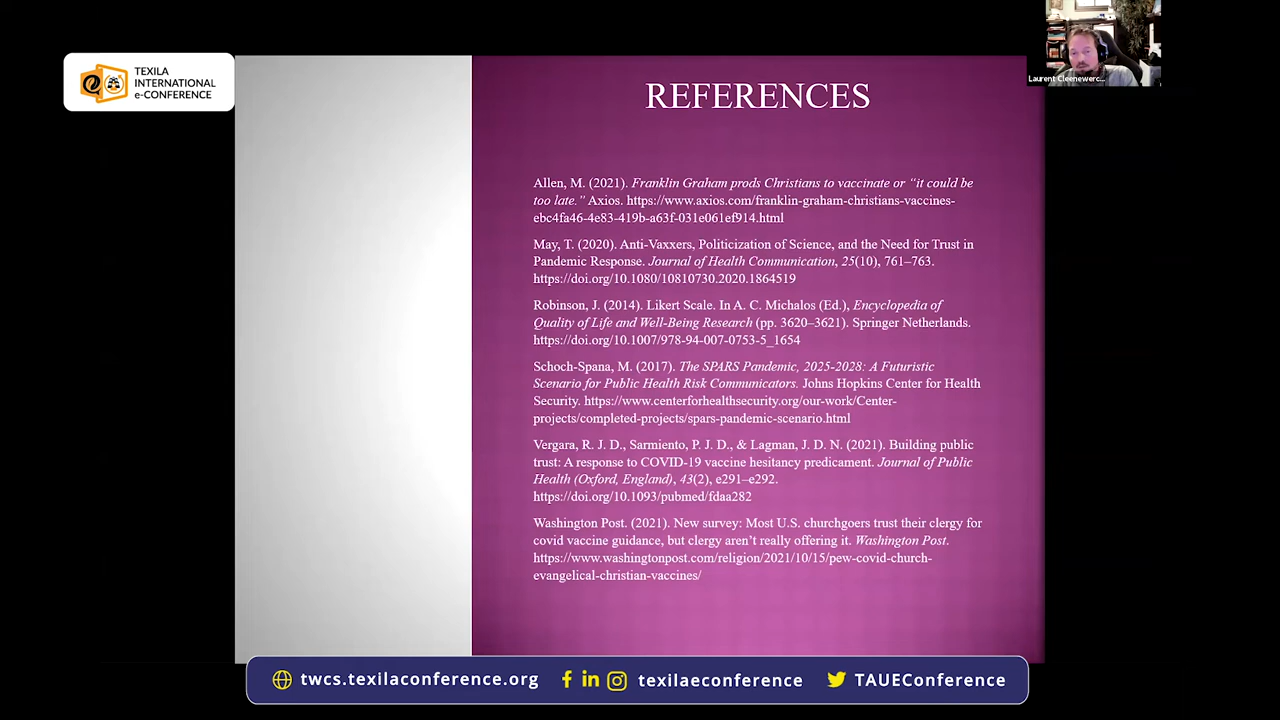 TEXILA
INTERNATIONAL
e-CONFERENCE
Laurent Cleenewerc...
REFERENCES
Allen, M. (2021). Franklin Graham prods Christians to vaccinate or “it could be
too late.” Axios. https://www.axios.com/franklin-graham-christians-vaccines-
ebc4fa46-4e83-419b-a63f-031e061ef914.html
May, T. (2020). Anti-Vaxxers, Politicization of Science, and the Need for Trust in
Pandemic Response. Journal of Health Communication, 25(10), 761–763.
https://doi.org/10.1080/10810730.2020.1864519
Robinson, J. (2014). Likert Scale. In A. C. Michalos (Ed.), Encyclopedia of
Quality of Life and Well-Being Research (pp. 3620–3621). Springer Netherlands.
https://doi.org/10.1007/978-94-007-0753-5_1654
Schoch-Spana, M. (2017). The SPARS Pandemic, 2025-2028: A Futuristic
Scenario for Public Health Risk Communicators. Johns Hopkins Center for Health
Security. https://www.centerforhealthsecurity.org/our-work/Center-
projects/completed-projects/spars-pandemic-scenario.html
Vergara, R. J. D., Sarmiento, P. J. D., & Lagman, J. D. N. (2021). Building public
trust: A response to COVID-19 vaccine hesitancy predicament. Journal of Public
Health (Oxford, England), 43(2), e291–e292.
https://doi.org/10.1093/pubmed/fdaa282
Washington Post. (2021). New survey: Most U.S. churchgoers trust their clergy for
covid vaccine guidance, but clergy aren’t really offering it. Washington Post.
https://www.washingtonpost.com/religion/2021/10/15/pew-covid-church-
evangelical-christian-vaccines/
twcs.texilaconference.org
texilaeconference
TAUEConference